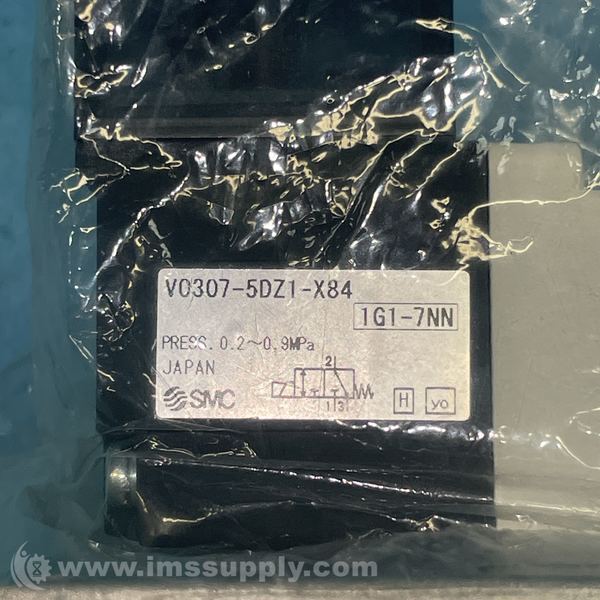 VO307-5DZ1-X84
1G1-7NN
PRESS. 0.2～0.9MPa
JAPAN
2
SMC
1 3
H
yo
www.imssupply.com